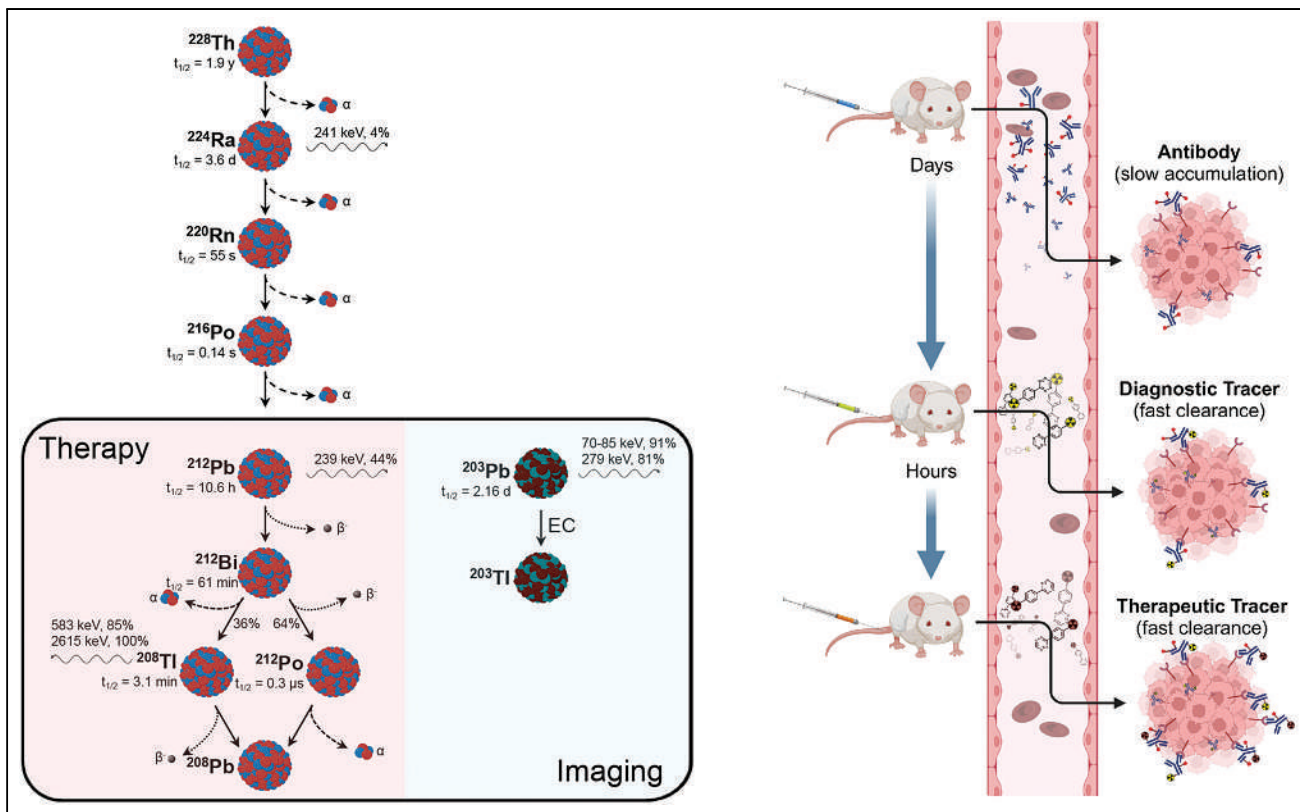 ²²⁸Th
t₁/₂ = 1.9 y
α
²²⁴Ra
t₁/₂ = 3.6 d
241 keV, 4%
α
²²⁰Rn
t₁/₂ = 55 s
α
²¹⁶Po
t₁/₂ = 0.14 s
α
Therapy
²¹²Pb
t₁/₂ = 10.6 h
239 keV, 44%
β⁻
²¹²Bi
t₁/₂ = 61 min
α
β⁻
36%
64%
583 keV, 85%
2615 keV, 100%
²⁰⁸Tl
t₁/₂ = 3.1 min
²¹²Po
t₁/₂ = 0.3 µs
β⁻
α
²⁰⁸Pb
²⁰³Pb
t₁/₂ = 2.16 d
70-85 keV, 91%
279 keV, 81%
EC
²⁰³Tl
Imaging
Days
Hours
Antibody
(slow accumulation)
Diagnostic Tracer
(fast clearance)
Therapeutic Tracer
(fast clearance)